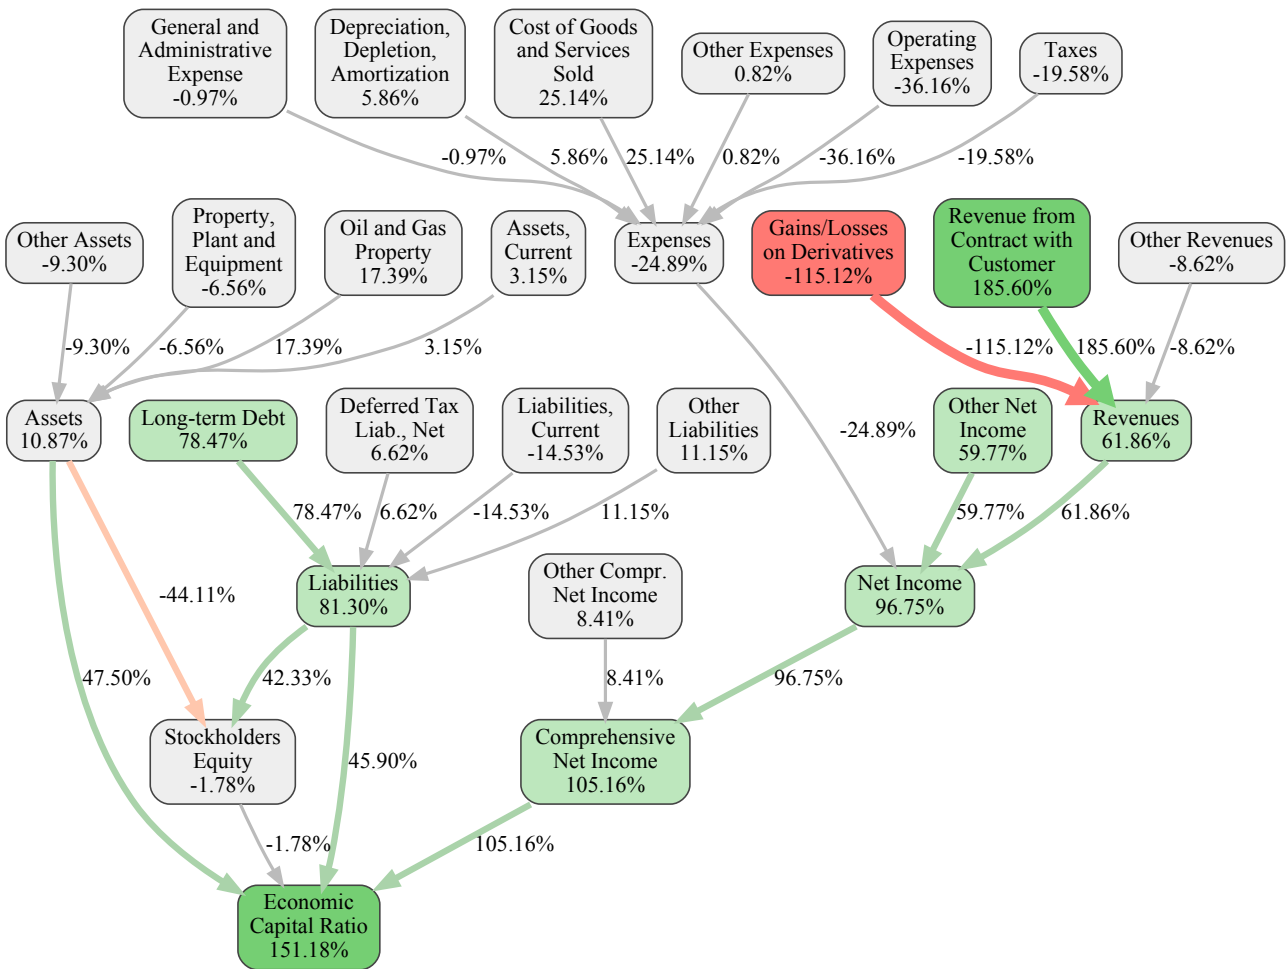 General and
Administrative
Expense
-0.97%
Depreciation,
Depletion,
Amortization
5.86%
Cost of Goods
and Services
Sold
25.14%
Other Expenses
0.82%
Operating
Expenses
-36.16%
Taxes
-19.58%
-0.97%
5.86%
25.14%
0.82%
-36.16%
-19.58%
Other Assets
-9.30%
Property,
Plant and
Equipment
-6.56%
Oil and Gas
Property
17.39%
Assets,
Current
3.15%
Expenses
-24.89%
Gains/Losses
on Derivatives
-115.12%
Revenue from
Contract with
Customer
185.60%
Other Revenues
-8.62%
-9.30%
-6.56%
17.39%
3.15%
-115.12%
185.60%
-8.62%
Assets
10.87%
Long-term Debt
78.47%
Deferred Tax
Liab., Net
6.62%
Liabilities,
Current
-14.53%
Other
Liabilities
11.15%
-24.89%
Other Net
Income
59.77%
Revenues
61.86%
78.47%
6.62%
-14.53%
11.15%
59.77%
61.86%
-44.11%
Liabilities
81.30%
Other Compr.
Net Income
8.41%
Net Income
96.75%
47.50%
42.33%
8.41%
96.75%
Stockholders
Equity
-1.78%
45.90%
Comprehensive
Net Income
105.16%
-1.78%
105.16%
Economic
Capital Ratio
151.18%